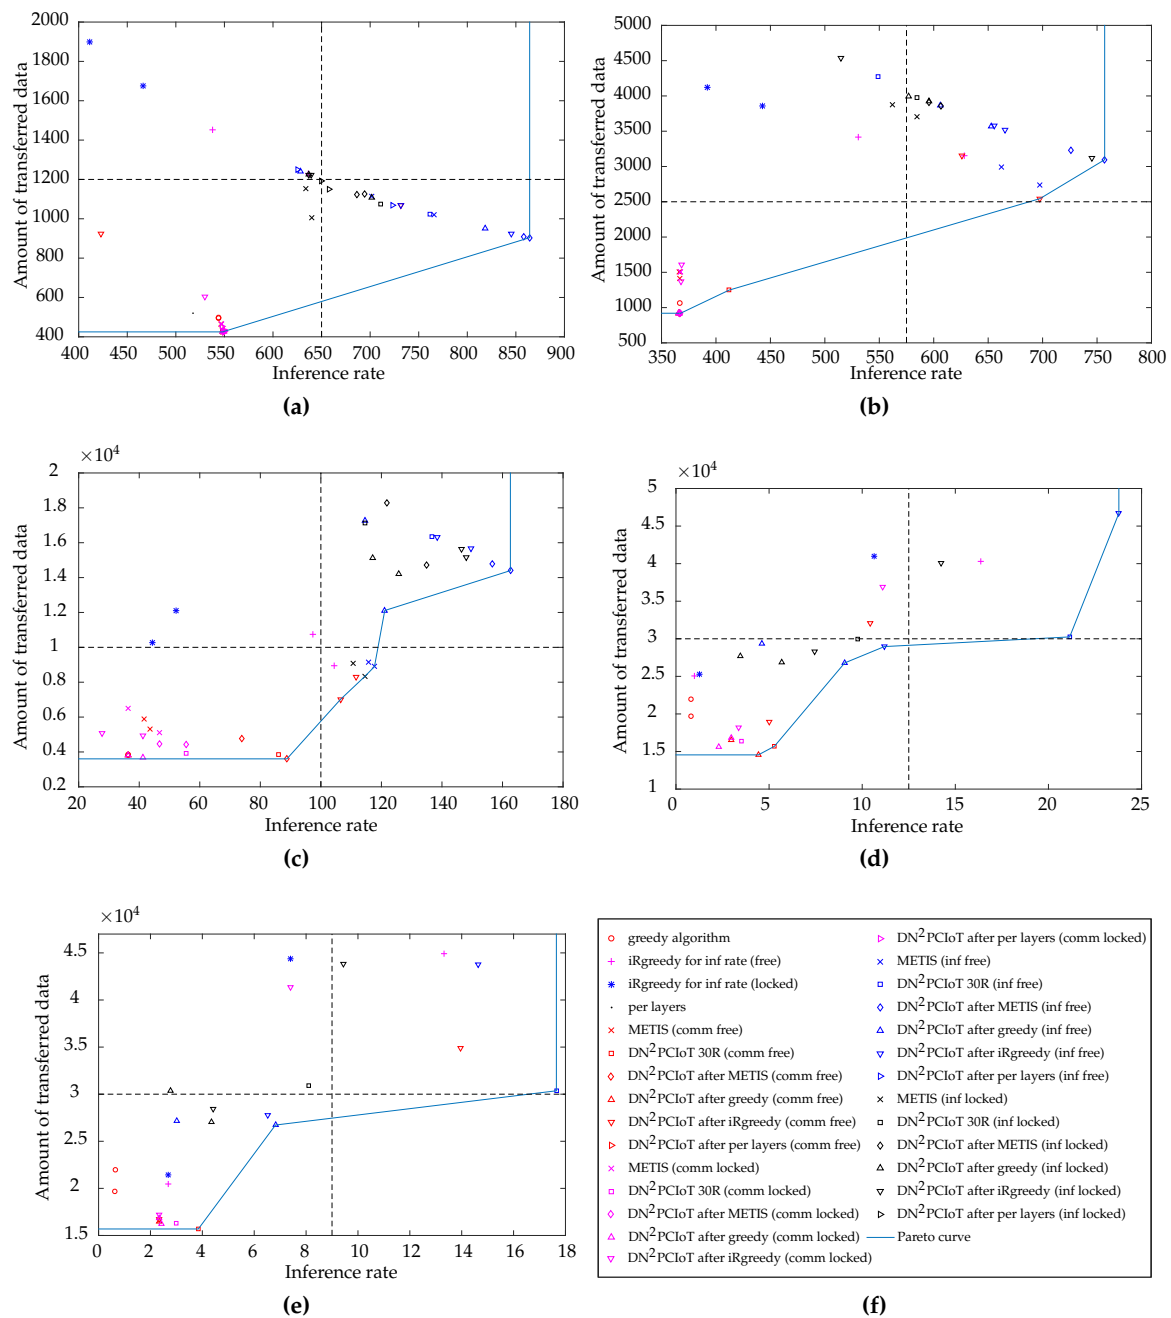 2000
1800
1600
1400
1200
1000
800
600
400
400 450 500 550 600 650 700 750 800 850 900
Amount of transferred data
Inference rate
(a)
5000
4500
4000
3500
3000
2500
2000
1500
1000
500
350 400 450 500 550 600 650 700 750 800
Amount of transferred data
Inference rate
(b)
×10^4
2
1.8
1.6
1.4
1.2
1
0.8
0.6
0.4
0.2
20 40 60 80 100 120 140 160 180
Amount of transferred data
Inference rate
(c)
×10^4
5
4.5
4
3.5
3
2.5
2
1.5
1
0 5 10 15 20 25
Amount of transferred data
Inference rate
(d)
×10^4
4.5
4
3.5
3
2.5
2
1.5
0 2 4 6 8 10 12 14 16 18
Amount of transferred data
Inference rate
(e)
greedy algorithm
iRgreedy for inf rate (free)
iRgreedy for inf rate (locked)
per layers
METIS (comm free)
DN²PCIoT 30R (comm free)
DN²PCIoT after METIS (comm free)
DN²PCIoT after greedy (comm free)
DN²PCIoT after iRgreedy (comm free)
DN²PCIoT after per layers (comm free)
METIS (comm locked)
DN²PCIoT 30R (comm locked)
DN²PCIoT after METIS (comm locked)
DN²PCIoT after greedy (comm locked)
DN²PCIoT after iRgreedy (comm locked)
DN²PCIoT after per layers (comm locked)
METIS (inf free)
DN²PCIoT 30R (inf free)
DN²PCIoT after METIS (inf free)
DN²PCIoT after greedy (inf free)
DN²PCIoT after iRgreedy (inf free)
DN²PCIoT after per layers (inf free)
METIS (inf locked)
DN²PCIoT 30R (inf locked)
DN²PCIoT after METIS (inf locked)
DN²PCIoT after greedy (inf locked)
DN²PCIoT after iRgreedy (inf locked)
DN²PCIoT after per layers (inf locked)
Pareto curve
(f)